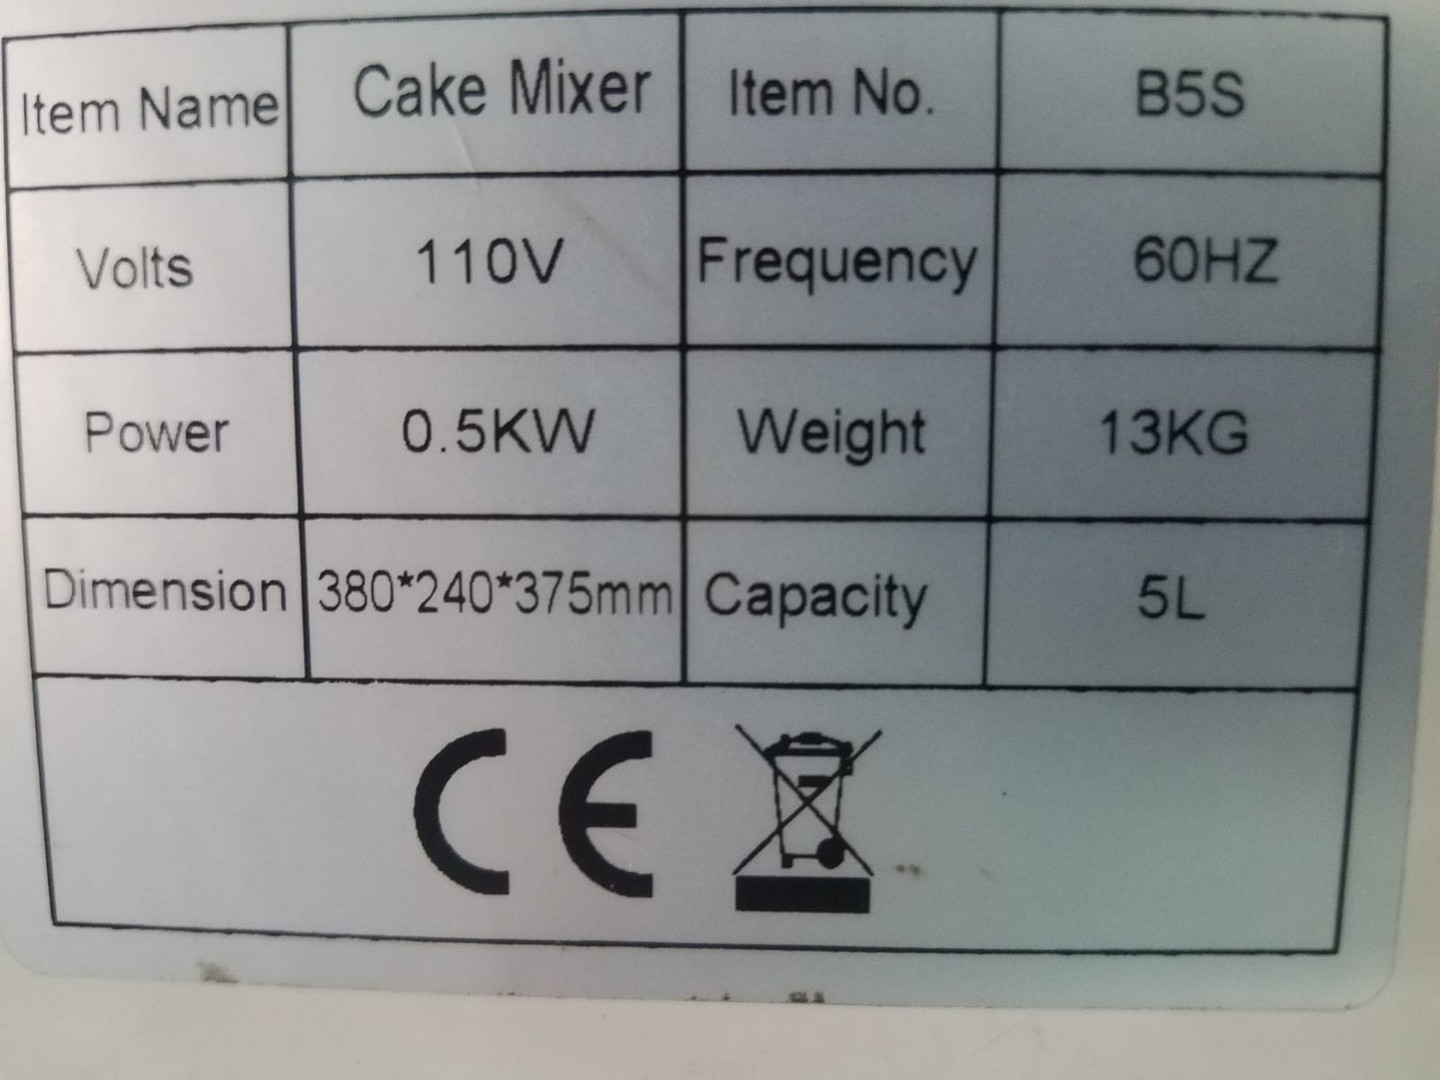 Item Name Cake Mixer Item No. B5S
Volts 110V Frequency 60HZ
Power 0.5KW Weight 13KG
Dimension 380*240*375mm Capacity 5L
CE